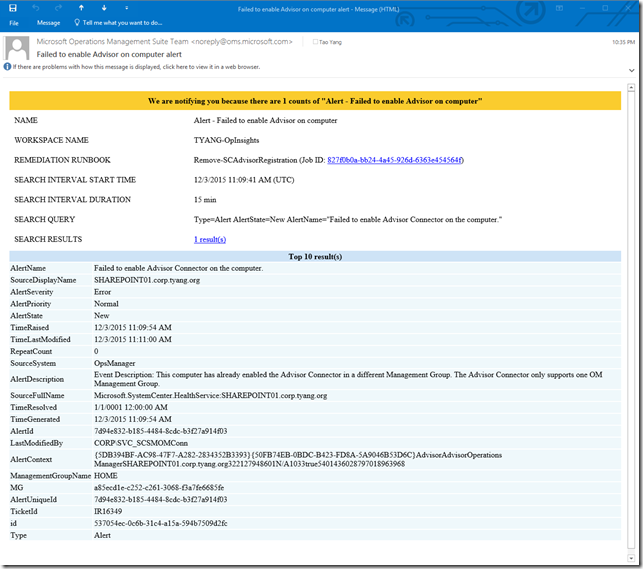 Failed to enable Advisor on computer alert - Message (HTML)
File Message Tell me what you want to do...
Microsoft Operations Management Suite Team <noreply@oms.microsoft.com> Tao Yang 10:35 PM
Failed to enable Advisor on computer alert
If there are problems with how this message is displayed, click here to view it in a web browser.
We are notifying you because there are 1 counts of "Alert - Failed to enable Advisor on computer"
NAME Alert - Failed to enable Advisor on computer
WORKSPACE NAME TYANG-OpInsights
REMEDIATION RUNBOOK Remove-SCAdvisorRegistration (Job ID: 827f0b0a-bb24-4a45-926d-6363e454564f)
SEARCH INTERVAL START TIME 12/3/2015 11:09:41 AM (UTC)
SEARCH INTERVAL DURATION 15 min
SEARCH QUERY Type=Alert AlertState=New AlertName="Failed to enable Advisor Connector on the computer."
SEARCH RESULTS 1 result(s)
Top 10 result(s)
AlertName Failed to enable Advisor Connector on the computer.
SourceDisplayName SHAREPOINT01.corp.tyang.org
AlertSeverity Error
AlertPriority Normal
AlertState New
TimeRaised 12/3/2015 11:09:54 AM
TimeLastModified 12/3/2015 11:11:00 AM
RepeatCount 0
SourceSystem OpsManager
AlertDescription Event Description: This computer has already enabled the Advisor Connector in a different Management Group. The Advisor Connector only supports one OM
Management Group.
SourceFullName Microsoft.SystemCenter.HealthService:SHAREPOINT01.corp.tyang.org
TimeResolved 1/1/0001 12:00:00 AM
TimeGenerated 12/3/2015 11:09:54 AM
AlertId 7d94e832-b185-4484-8cdc-b3f27a914f03
LastModifiedBy CORP\SVC_SCSMOMConn
AlertContext {5DB394BF-AC98-47F7-A282-2834352B3393}{50FB74EB-0BDC-B423-FD8A-5A9046B53D6C}AdvisorAdvisorOperations
ManagerSHAREPOINT01.corp.tyang.org322127948601N/A1033true5401436028797018963968
ManagementGroupName HOME
MG a85ecd1e-c252-c261-3068-f3a7fe6685fe
AlertUniqueId 7d94e832-b185-4484-8cdc-b3f27a914f03
TicketId IR16349
id 537054ec-0c6b-31c4-a15a-594b7509d2fc
Type Alert